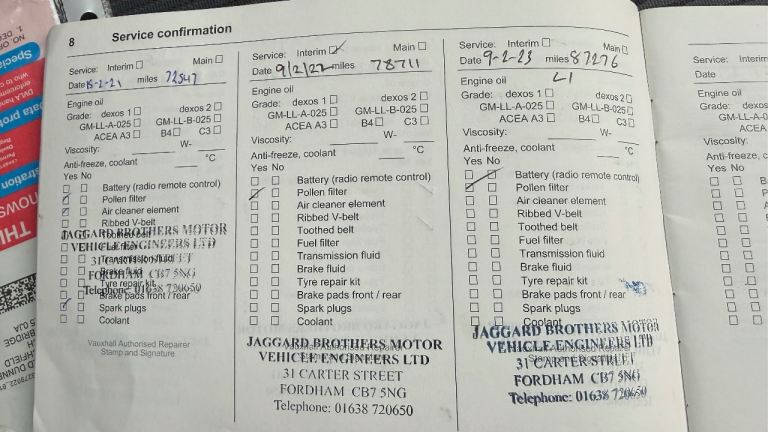 8 Service confirmation
Service: Interim Main
Date 15-2-21 miles 72547
Engine oil
Grade: dexos 1 dexos 2
GM-LL-A-025 GM-LL-B-025
ACEA A3 B4 C3
Viscosity: W-
Anti-freeze, coolant °C
Yes No
Battery (radio remote control)
Pollen filter
Air cleaner element
Ribbed V-belt
Toothed belt
Fuel filter
Transmission fluid
Brake fluid
Tyre repair kit
Brake pads front / rear
Spark plugs
Coolant
JAGGARD BROTHERS MOTOR
VEHICLE ENGINEERS LTD
31 CARTER STREET
FORDHAM CB7 5NG
Telephone: 01638 720650
Vauxhall Authorised Repairer
Stamp and Signature
Service: Interim Main
Date 9/2/22 miles 78711
Engine oil
Grade: dexos 1 dexos 2
GM-LL-A-025 GM-LL-B-025
ACEA A3 B4 C3
Viscosity: W-
Anti-freeze, coolant °C
Yes No
Battery (radio remote control)
Pollen filter
Air cleaner element
Ribbed V-belt
Toothed belt
Fuel filter
Transmission fluid
Brake fluid
Tyre repair kit
Brake pads front / rear
Spark plugs
Coolant
JAGGARD BROTHERS MOTOR
VEHICLE ENGINEERS LTD
31 CARTER STREET
FORDHAM CB7 5NG
Telephone: 01638 720650
Service: Interim Main
Date 9-2-23 miles 87276
Engine oil
Grade: dexos 1 dexos 2
GM-LL-A-025 GM-LL-B-025
ACEA A3 B4 C3
Viscosity: W-
Anti-freeze, coolant °C
Yes No
Battery (radio remote control)
Pollen filter
Air cleaner element
Ribbed V-belt
Toothed belt
Fuel filter
Transmission fluid
Brake fluid
Tyre repair kit
Brake pads front / rear
Spark plugs
Coolant
JAGGARD BROTHERS MOTOR
VEHICLE ENGINEERS LTD
31 CARTER STREET
FORDHAM CB7 5NG
Telephone: 01638 720650
Service:
Date
Engine oil
Grade:
Viscosity:
Yes No